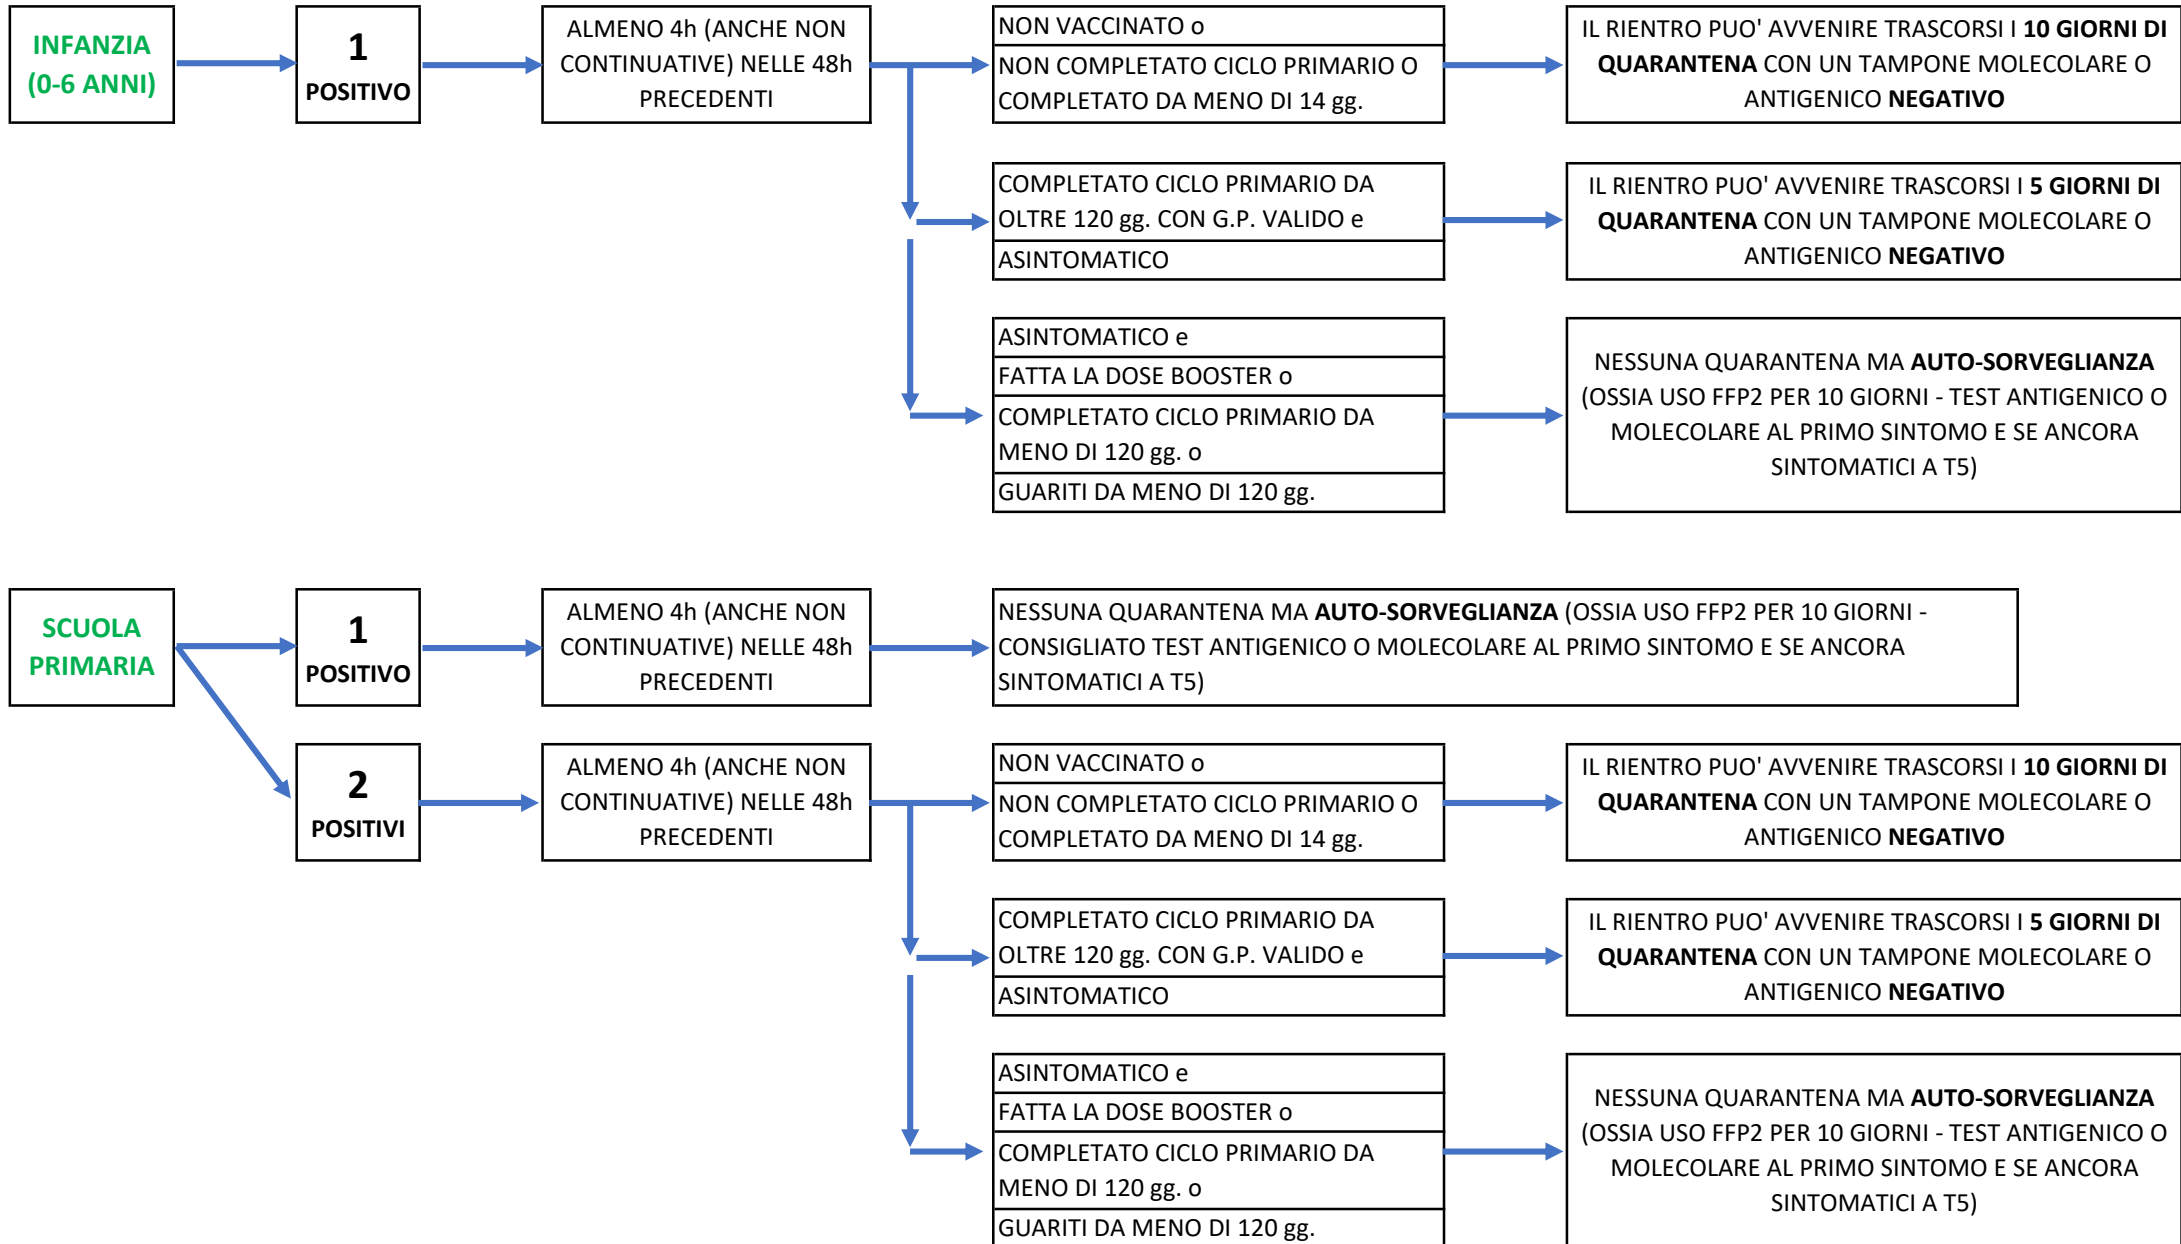 INFANZIA
(0-6 ANNI)
1
POSITIVO
ALMENO 4h (ANCHE NON
CONTINUATIVE) NELLE 48h
PRECEDENTI
NON VACCINATO o
NON COMPLETATO CICLO PRIMARIO O
COMPLETATO DA MENO DI 14 gg.
IL RIENTRO PUO' AVVENIRE TRASCORSI I 10 GIORNI DI
QUARANTENA CON UN TAMPONE MOLECOLARE O
ANTIGENICO NEGATIVO
COMPLETATO CICLO PRIMARIO DA
OLTRE 120 gg. CON G.P. VALIDO e
ASINTOMATICO
IL RIENTRO PUO' AVVENIRE TRASCORSI I 5 GIORNI DI
QUARANTENA CON UN TAMPONE MOLECOLARE O
ANTIGENICO NEGATIVO
ASINTOMATICO e
FATTA LA DOSE BOOSTER o
COMPLETATO CICLO PRIMARIO DA
MENO DI 120 gg. o
GUARITI DA MENO DI 120 gg.
NESSUNA QUARANTENA MA AUTO-SORVEGLIANZA
(OSSIA USO FFP2 PER 10 GIORNI - TEST ANTIGENICO O
MOLECOLARE AL PRIMO SINTOMO E SE ANCORA
SINTOMATICI A T5)
SCUOLA
PRIMARIA
1
POSITIVO
ALMENO 4h (ANCHE NON
CONTINUATIVE) NELLE 48h
PRECEDENTI
NESSUNA QUARANTENA MA AUTO-SORVEGLIANZA (OSSIA USO FFP2 PER 10 GIORNI -
CONSIGLIATO TEST ANTIGENICO O MOLECOLARE AL PRIMO SINTOMO E SE ANCORA
SINTOMATICI A T5)
2
POSITIVI
ALMENO 4h (ANCHE NON
CONTINUATIVE) NELLE 48h
PRECEDENTI
NON VACCINATO o
NON COMPLETATO CICLO PRIMARIO O
COMPLETATO DA MENO DI 14 gg.
IL RIENTRO PUO' AVVENIRE TRASCORSI I 10 GIORNI DI
QUARANTENA CON UN TAMPONE MOLECOLARE O
ANTIGENICO NEGATIVO
COMPLETATO CICLO PRIMARIO DA
OLTRE 120 gg. CON G.P. VALIDO e
ASINTOMATICO
IL RIENTRO PUO' AVVENIRE TRASCORSI I 5 GIORNI DI
QUARANTENA CON UN TAMPONE MOLECOLARE O
ANTIGENICO NEGATIVO
ASINTOMATICO e
FATTA LA DOSE BOOSTER o
COMPLETATO CICLO PRIMARIO DA
MENO DI 120 gg. o
GUARITI DA MENO DI 120 gg.
NESSUNA QUARANTENA MA AUTO-SORVEGLIANZA
(OSSIA USO FFP2 PER 10 GIORNI - TEST ANTIGENICO O
MOLECOLARE AL PRIMO SINTOMO E SE ANCORA
SINTOMATICI A T5)